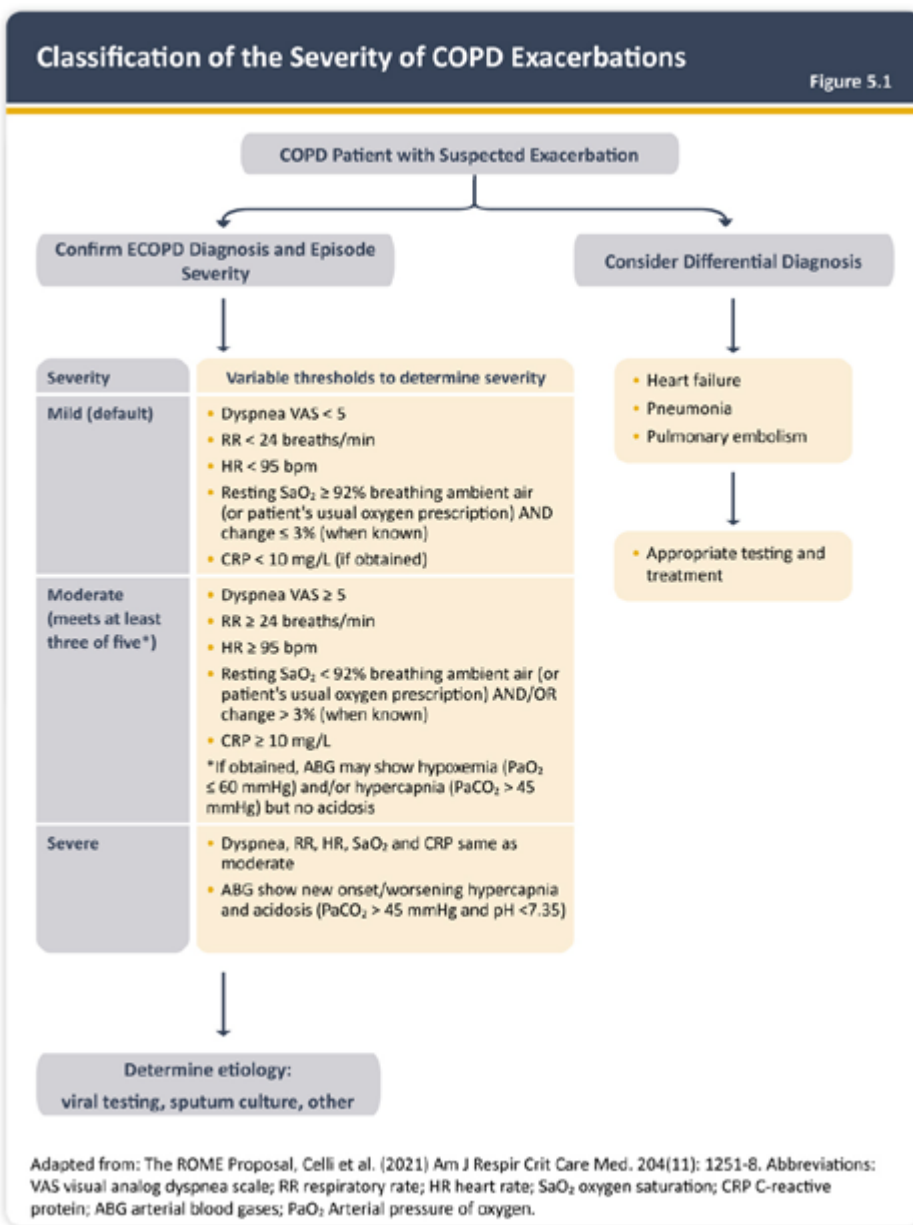 Classification of the Severity of COPD Exacerbations
Figure 5.1
COPD Patient with Suspected Exacerbation
Confirm ECOPD Diagnosis and Episode
Severity
Consider Differential Diagnosis
Severity
Variable thresholds to determine severity
Mild (default)
• Dyspnea VAS < 5
• RR < 24 breaths/min
• HR < 95 bpm
• Resting SaO₂ ≥ 92% breathing ambient air
(or patient's usual oxygen prescription) AND
change ≤ 3% (when known)
• CRP < 10 mg/L (if obtained)
Moderate
(meets at least
three of five*)
• Dyspnea VAS ≥ 5
• RR ≥ 24 breaths/min
• HR ≥ 95 bpm
• Resting SaO₂ < 92% breathing ambient air (or
patient's usual oxygen prescription) AND/OR
change > 3% (when known)
• CRP ≥ 10 mg/L
*If obtained, ABG may show hypoxemia (PaO₂
≤ 60 mmHg) and/or hypercapnia (PaCO₂ > 45
mmHg) but no acidosis
Severe
• Dyspnea, RR, HR, SaO₂ and CRP same as
moderate
• ABG show new onset/worsening hypercapnia
and acidosis (PaCO₂ > 45 mmHg and pH <7.35)
• Heart failure
• Pneumonia
• Pulmonary embolism
• Appropriate testing and
treatment
Determine etiology:
viral testing, sputum culture, other
Adapted from: The ROME Proposal, Celli et al. (2021) Am J Respir Crit Care Med. 204(11): 1251-8. Abbreviations:
VAS visual analog dyspnea scale; RR respiratory rate; HR heart rate; SaO₂ oxygen saturation; CRP C-reactive
protein; ABG arterial blood gases; PaO₂ Arterial pressure of oxygen.